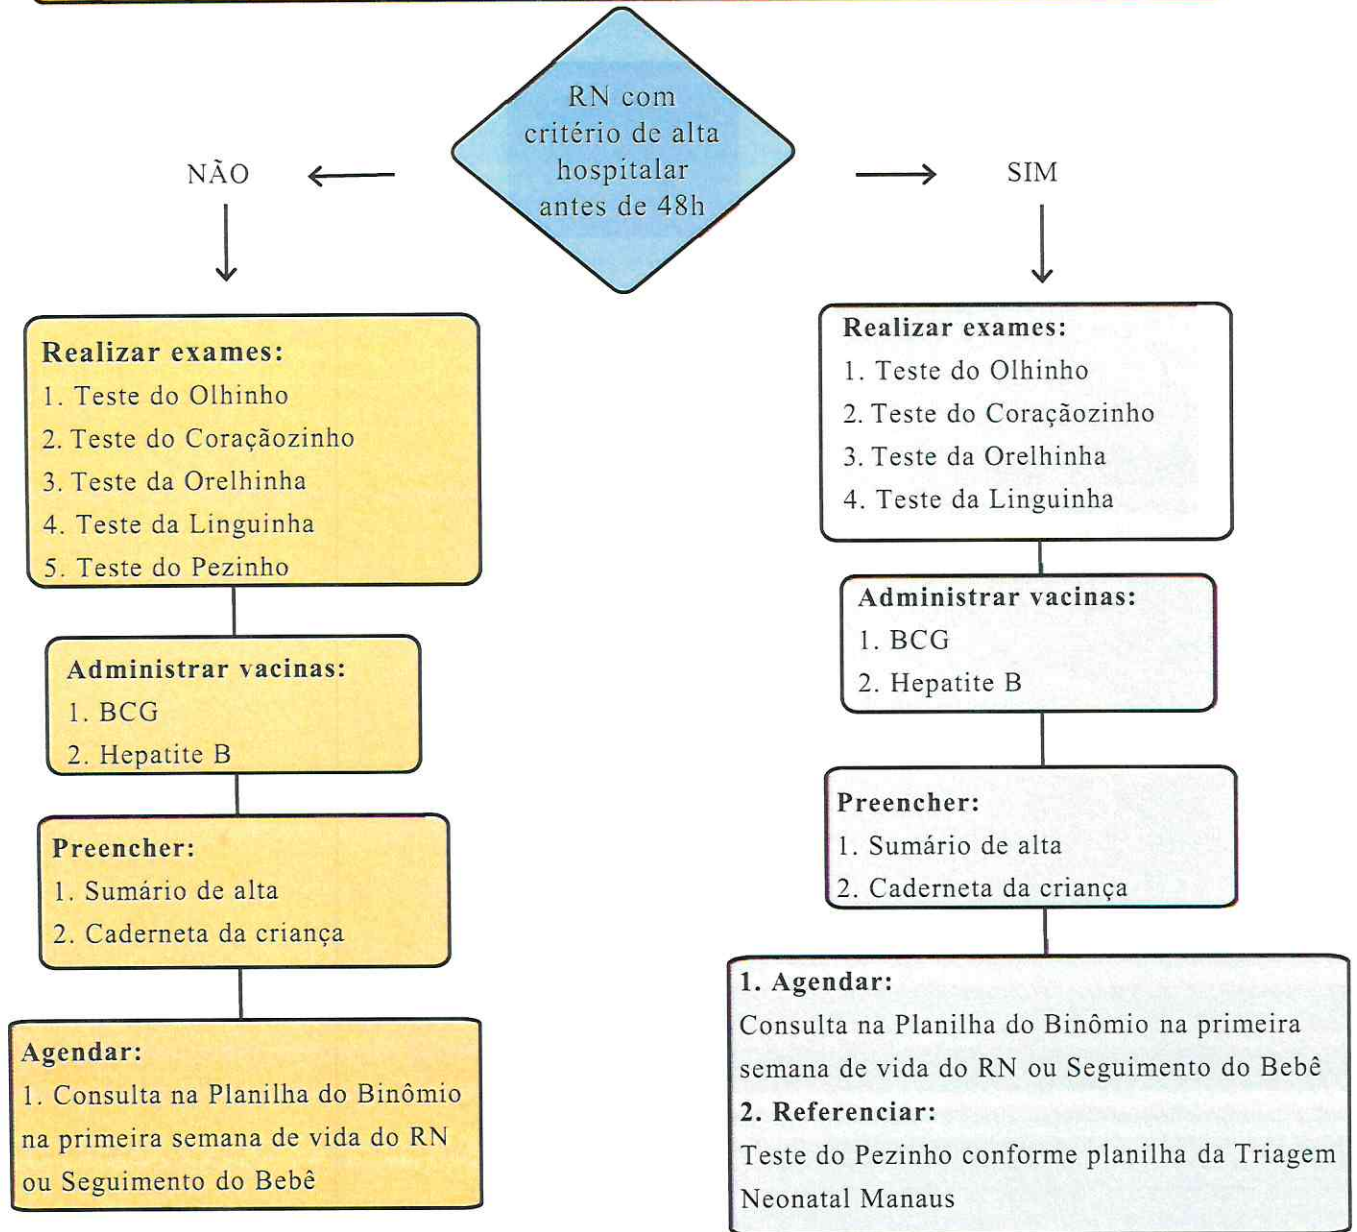 RN com
critério de alta
hospitalar
antes de 48h
NÃO
SIM
Realizar exames:
1. Teste do Olhinho
2. Teste do Coraçãozinho
3. Teste da Orelhinha
4. Teste da Linguinha
5. Teste do Pezinho
Administrar vacinas:
1. BCG
2. Hepatite B
Preencher:
1. Sumário de alta
2. Caderneta da criança
Agendar:
1. Consulta na Planilha do Binômio
na primeira semana de vida do RN
ou Seguimento do Bebê
Realizar exames:
1. Teste do Olhinho
2. Teste do Coraçãozinho
3. Teste da Orelhinha
4. Teste da Linguinha
Administrar vacinas:
1. BCG
2. Hepatite B
Preencher:
1. Sumário de alta
2. Caderneta da criança
1. Agendar:
Consulta na Planilha do Binômio na primeira
semana de vida do RN ou Seguimento do Bebê
2. Referenciar:
Teste do Pezinho conforme planilha da Triagem
Neonatal Manaus